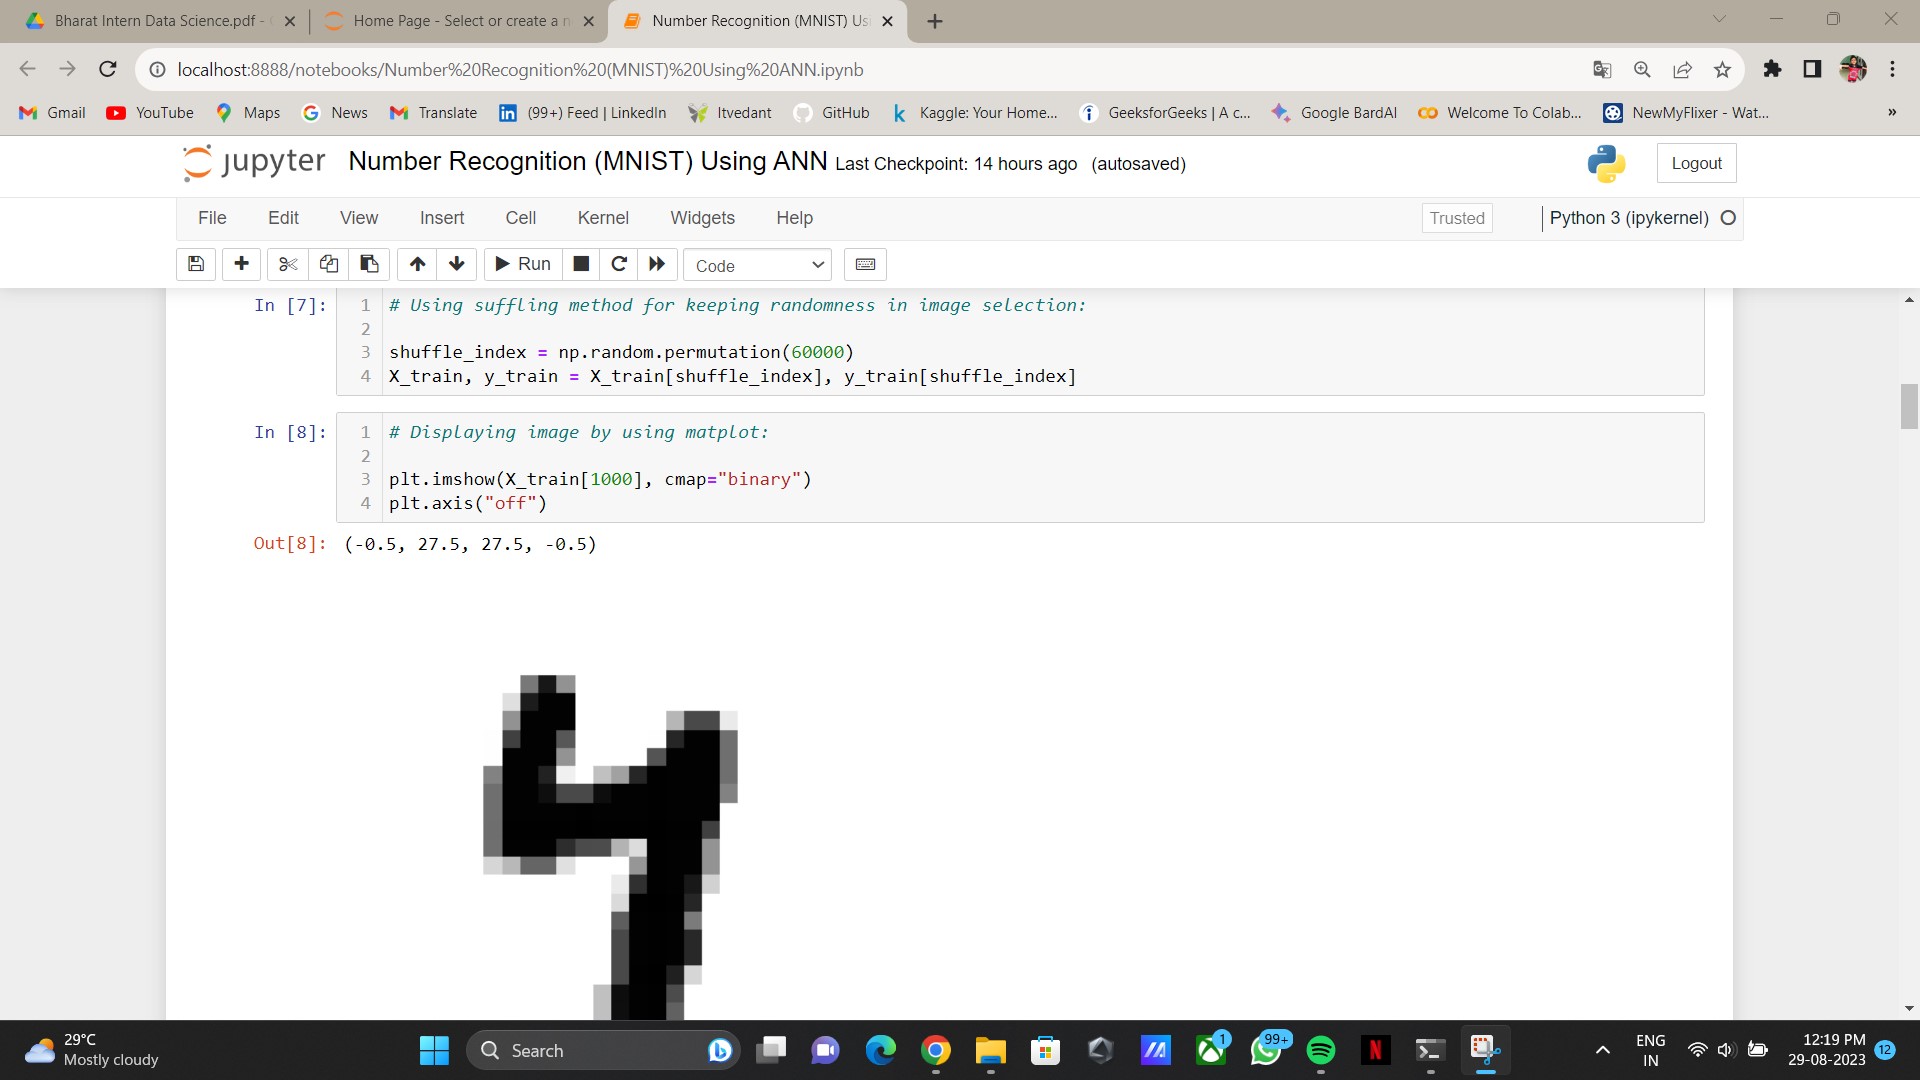 Bharat Intern Data Science.pdf -
Home Page - Select or create a n
Number Recognition (MNIST) Usi
localhost:8888/notebooks/Number%20Recognition%20(MNIST)%20Using%20ANN.ipynb
Gmail YouTube Maps News Translate (99+) Feed | LinkedIn Itvedant GitHub Kaggle: Your Home... GeeksforGeeks | A c... Google BardAI Welcome To Colab... NewMyFlixer - Wat... »
jupyter Number Recognition (MNIST) Using ANN Last Checkpoint: 14 hours ago (autosaved) Logout
File Edit View Insert Cell Kernel Widgets Help Trusted Python 3 (ipykernel)
Run Code
In [7]: 1 # Using suffling method for keeping randomness in image selection:
2
3 shuffle_index = np.random.permutation(60000)
4 X_train, y_train = X_train[shuffle_index], y_train[shuffle_index]
In [8]: 1 # Displaying image by using matplot:
2
3 plt.imshow(X_train[1000], cmap="binary")
4 plt.axis("off")
Out[8]: (-0.5, 27.5, 27.5, -0.5)
29°C
Mostly cloudy
Search
1
99+
ENG
IN
12:19 PM
29-08-2023
12